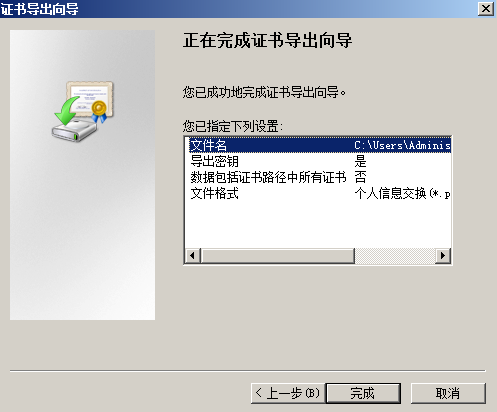 证书导出向导
正在完成证书导出向导
您已成功地完成证书导出向导。
您已指定下列设置:
文件名 C:\Users\Adminis
导出密钥 是
数据包括证书路径中所有证书 否
文件格式 个人信息交换(*.p
< 上一步(B) 完成 取消